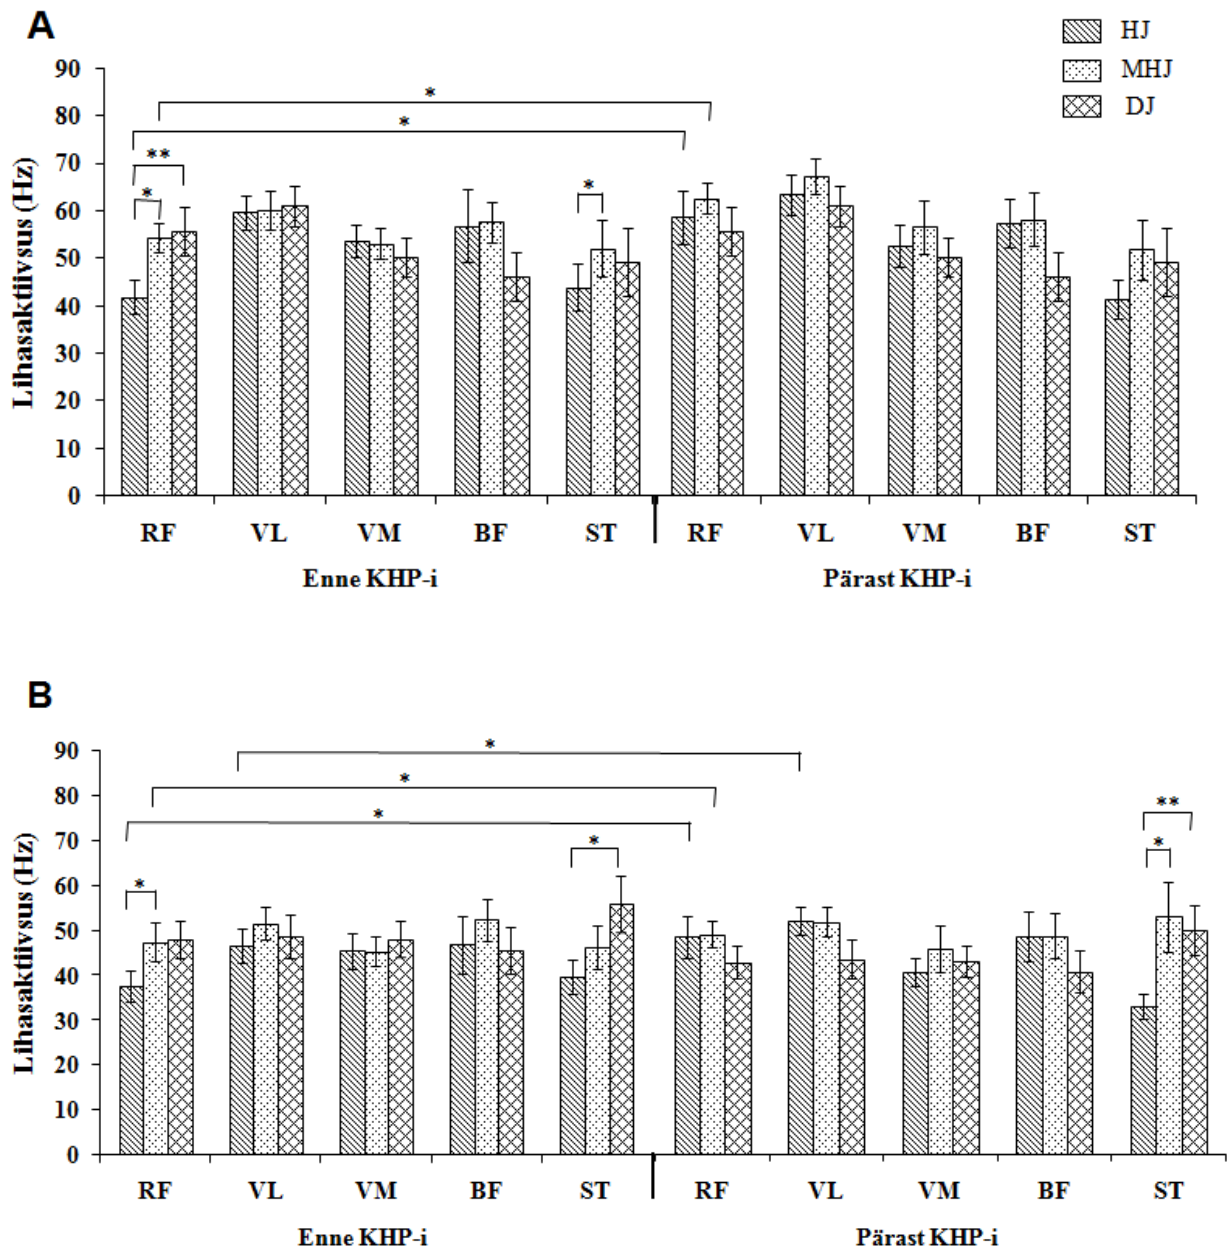 A
HJ
MHJ
DJ
Lihasaktiivsus (Hz)
90
80
70
60
50
40
30
20
10
0
*
*
**
*
*
RF VL VM BF ST RF VL VM BF ST
Enne KHP-i Pärast KHP-i
B
Lihasaktiivsus (Hz)
90
80
70
60
50
40
30
20
10
0
*
*
*
*
*
**
*
RF VL VM BF ST RF VL VM BF ST
Enne KHP-i Pärast KHP-i